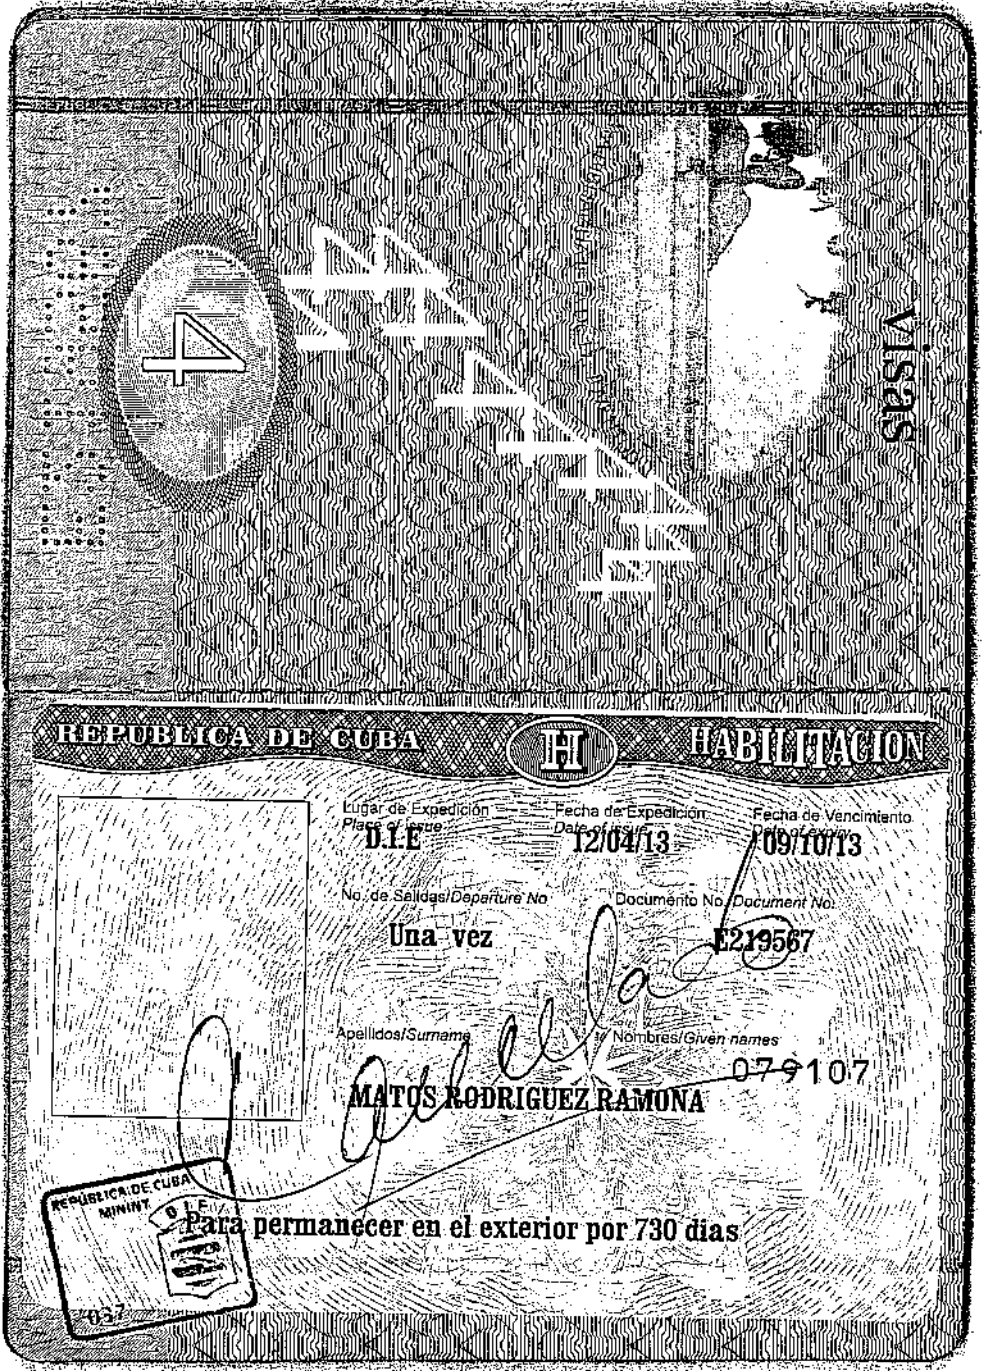 Visas
4
REPUBLICA DE CUBA H HABILITACION
Lugar de Expedición Fecha de Expedición Fecha de Vencimiento
Place of issue Date of issue Date of expiry
D.I.E 12/04/13 09/10/13
No. de Salidas/Departure No Documento No./Document No.
Una vez E219567
Apellidos/Surname Nombres/Given names
079107
MATOS RODRIGUEZ RAMONA
REPUBLICA DE CUBA
MININT
D I E
Para permanecer en el exterior por 730 dias
037